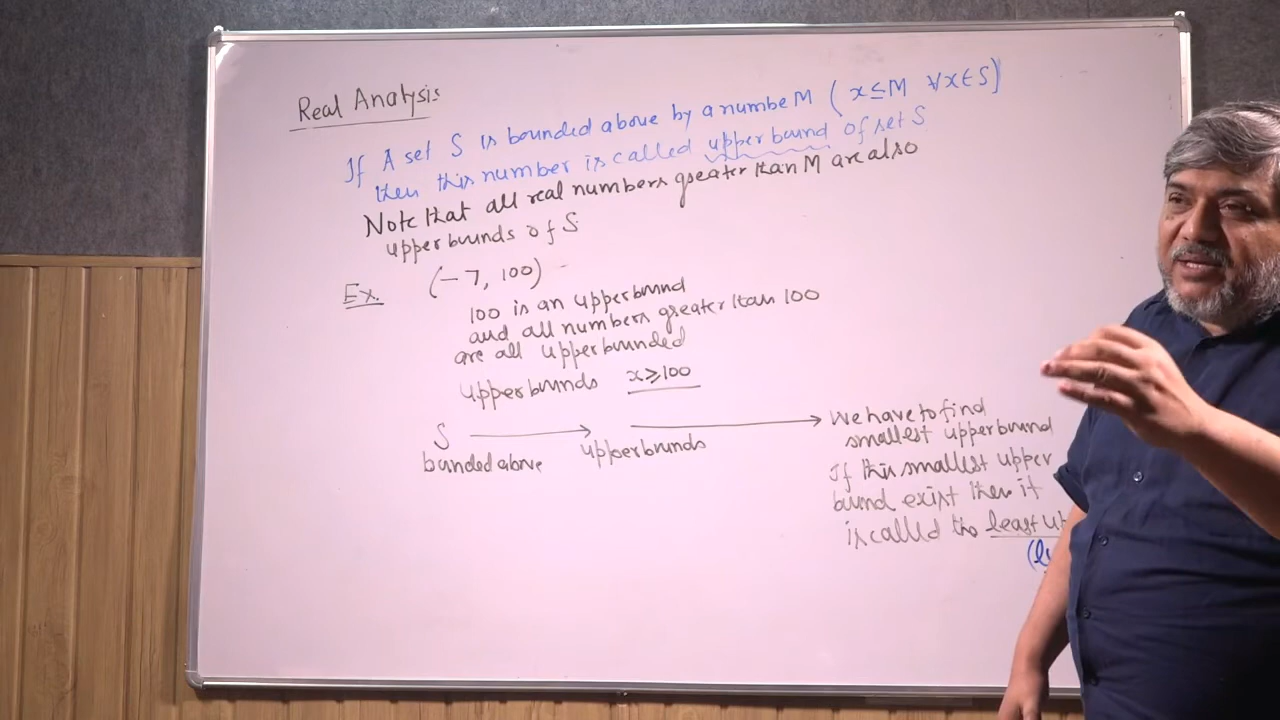 Real Analysis
If A set S is bounded above by a numbe M (x≤M ∀x∈S)
then this number is called upper bound of set S
Note that all real numbers greater than M are also
upper bounds of S
Ex. (-7, 100)
100 is an upper bound
and all numbers greater than 100
are all upper bounded
upper bounds x≥100
S → upper bounds → we have to find
bounded above
smallest upper bound
If this smallest upper
bound exist then it
is called the least